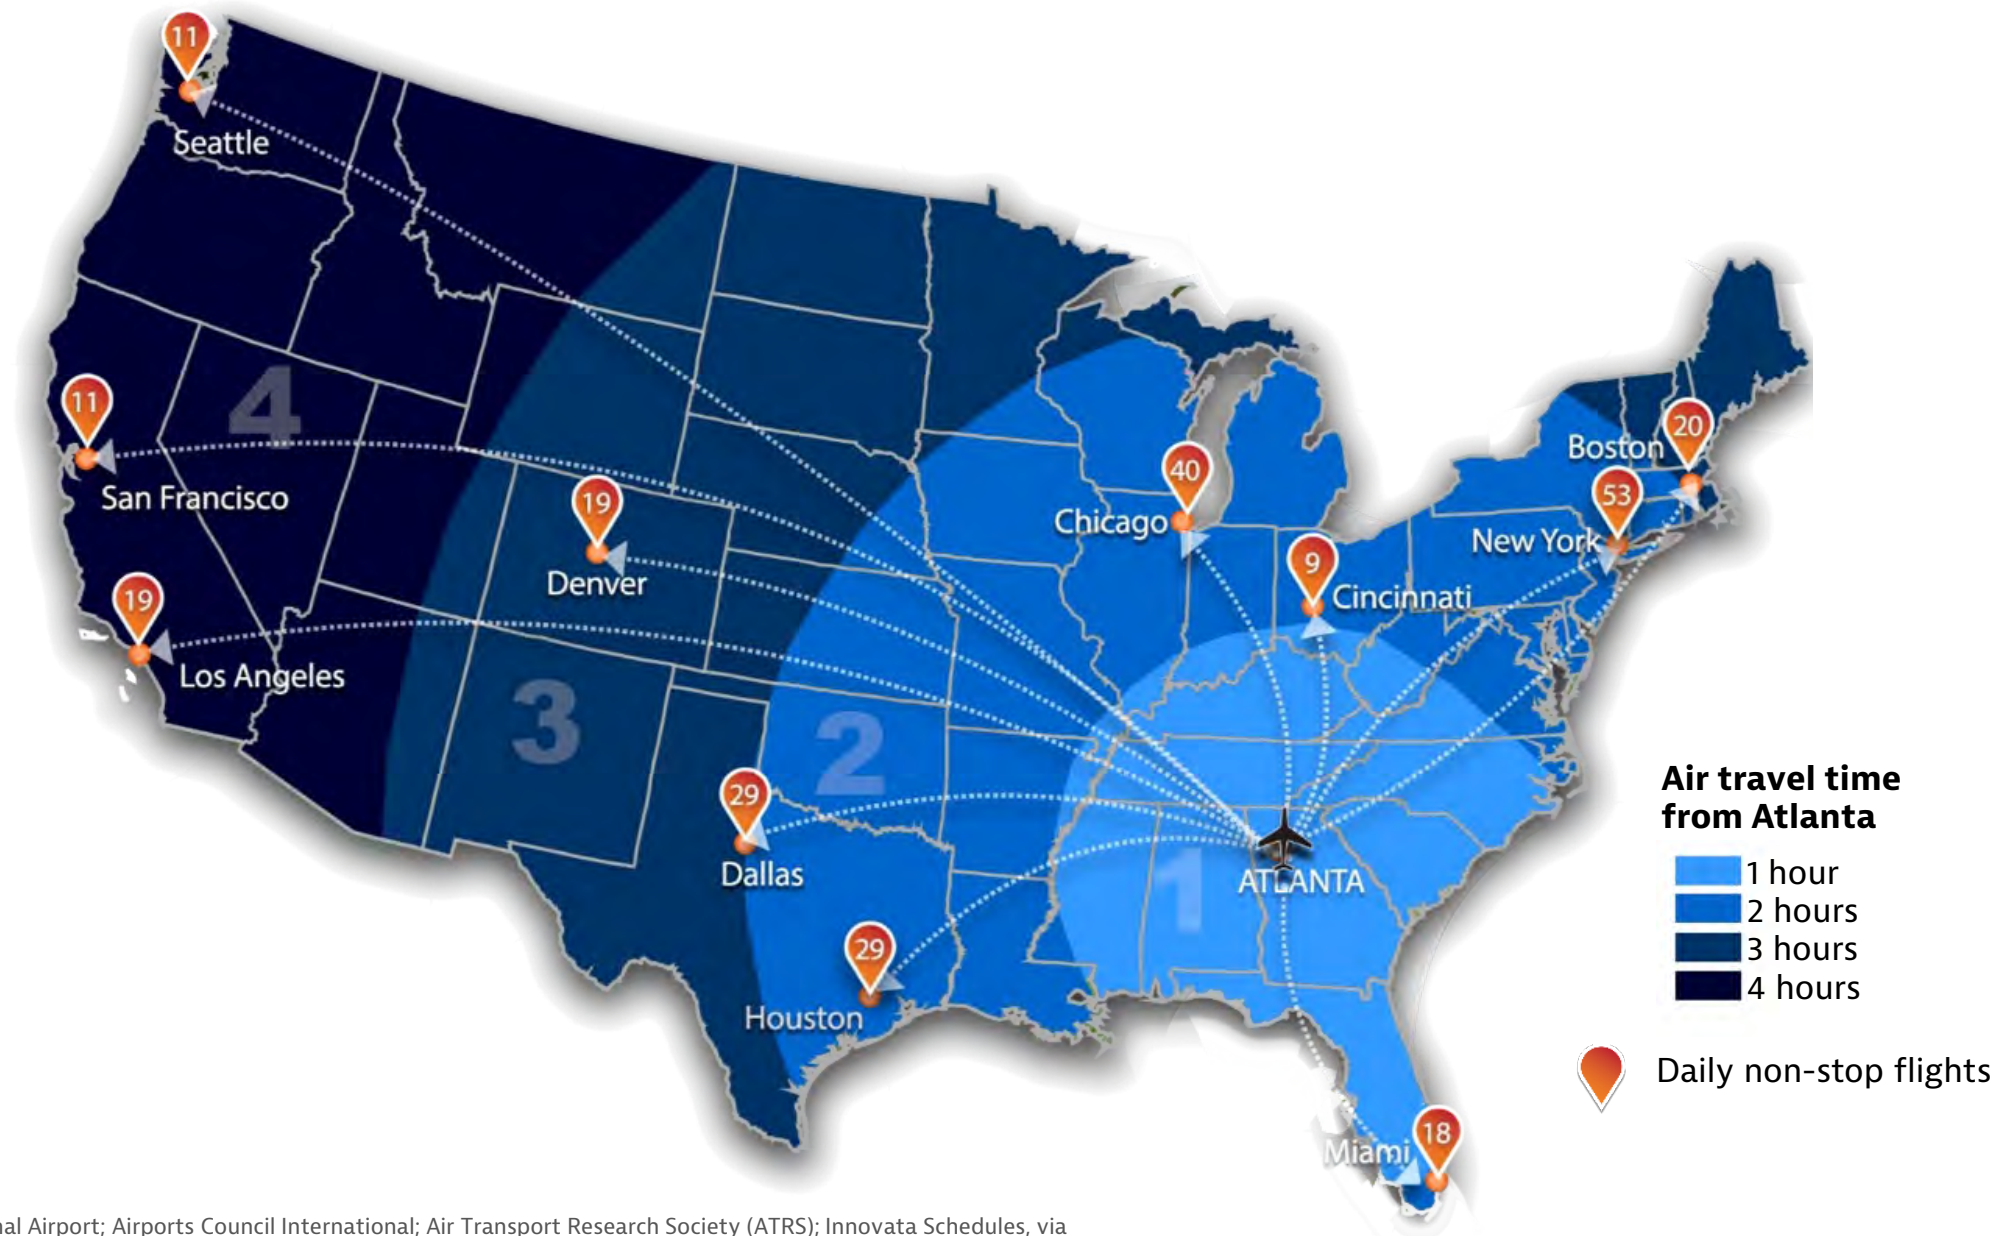 11
Seattle
4
11
San Francisco
19
Denver
19
Los Angeles
3
2
40
Chicago
9
Cincinnati
20
Boston
53
New York
29
Dallas
29
Houston
1
ATLANTA
18
Miami
Air travel time
from Atlanta
1 hour
2 hours
3 hours
4 hours
Daily non-stop flights
Airport; Airports Council International; Air Transport Research Society (ATRS); Innovata Schedules, via